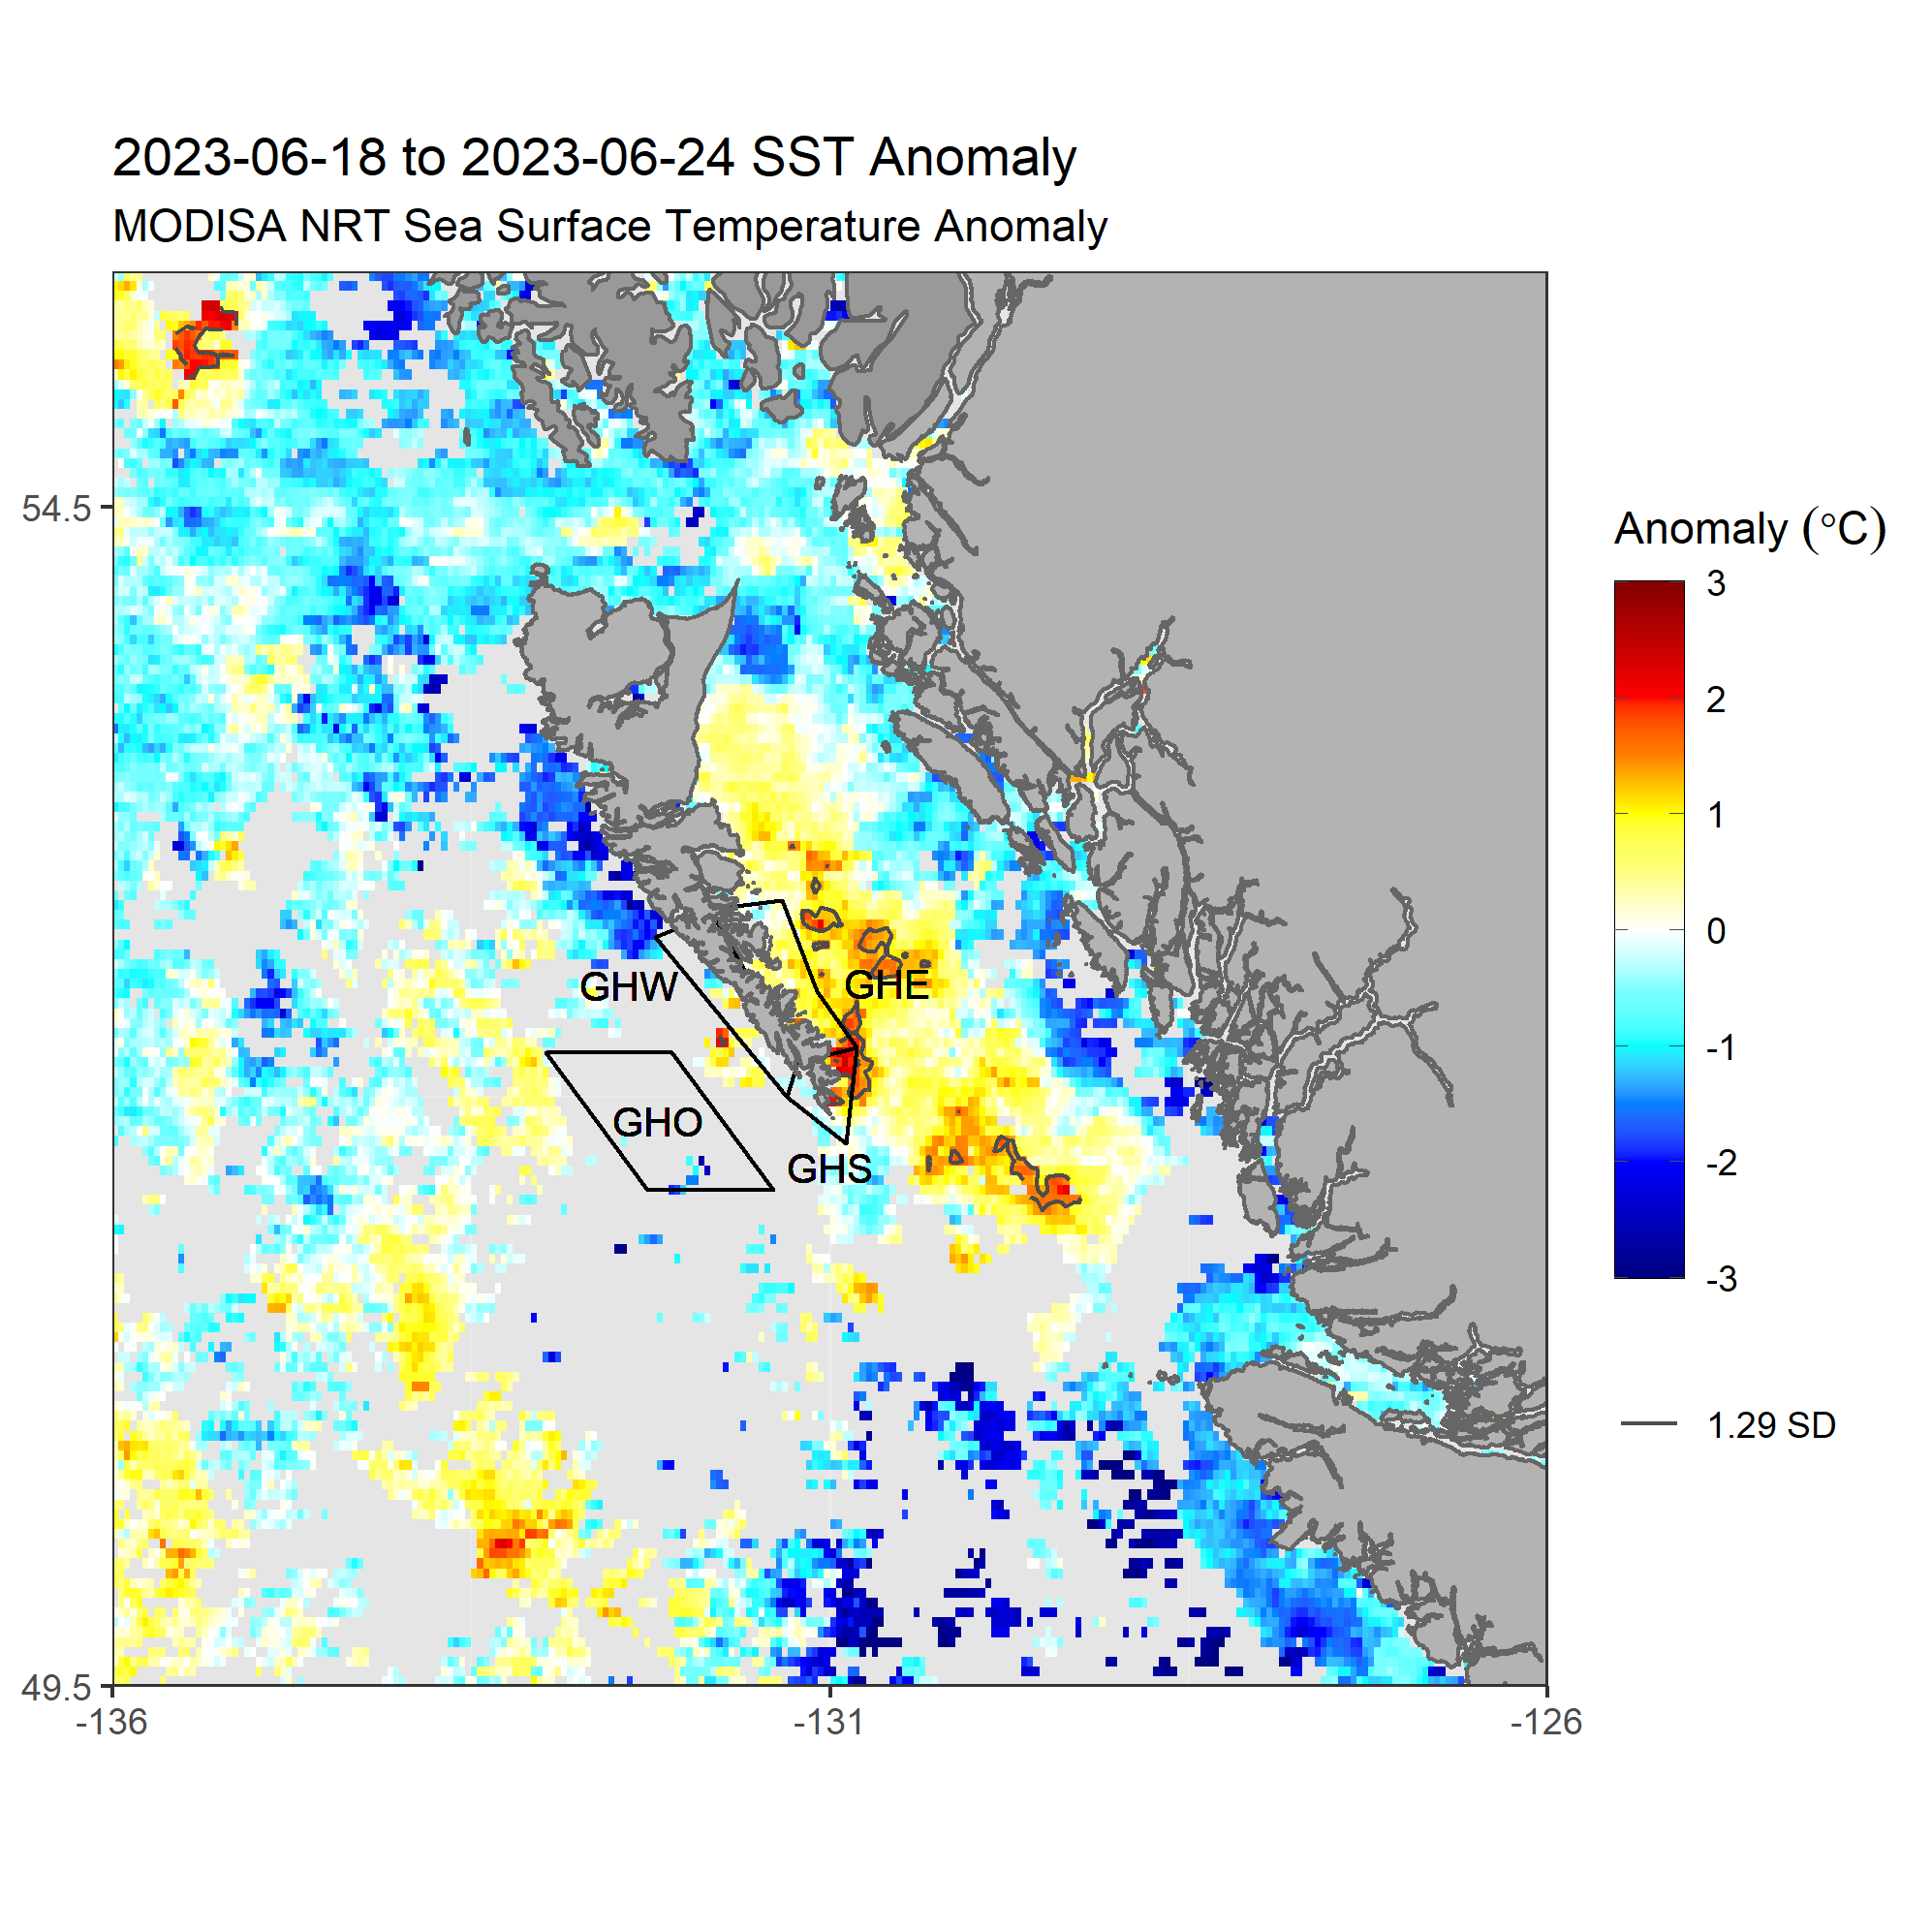 2023-06-18 to 2023-06-24 SST Anomaly
MODISA NRT Sea Surface Temperature Anomaly
54.5
49.5
-136
-131
-126
GHW
GHE
GHO
GHS
Anomaly (°C)
3
2
1
0
-1
-2
-3
1.29 SD